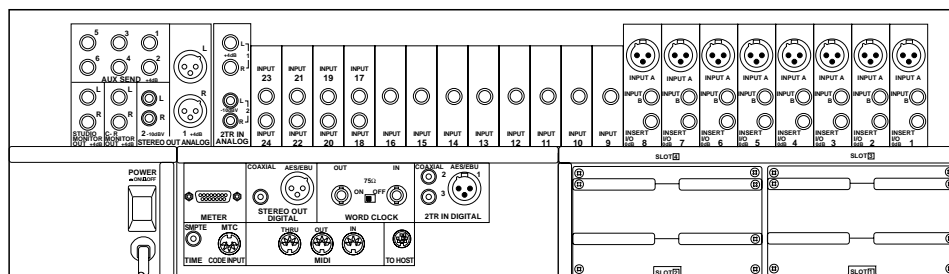 5 3 1
6 4 2
AUX SEND +4dB
L
R
L L L
R R R
STUDIO MONITOR OUT +4dB
C-R MONITOR OUT +4dB
2 -10dBV
1 +4dB
STEREO OUT ANALOG
L
+4dB
R
1
L
-10dBV
R
2
2TR IN ANALOG
INPUT 23
INPUT 21
INPUT 19
INPUT 17
INPUT 24
INPUT 22
INPUT 20
INPUT 18
INPUT 16
INPUT 15
INPUT 14
INPUT 13
INPUT 12
INPUT 11
INPUT 10
INPUT 9
INPUT A INPUT A INPUT A INPUT A INPUT A INPUT A INPUT A INPUT A
INPUT B INPUT B INPUT B INPUT B INPUT B INPUT B INPUT B INPUT B
INSERT I/O 0dB 8
INSERT I/O 0dB 7
INSERT I/O 0dB 6
INSERT I/O 0dB 5
INSERT I/O 0dB 4
INSERT I/O 0dB 3
INSERT I/O 0dB 2
INSERT I/O 0dB 1
SLOT 4
SLOT 3
POWER
ON OFF
METER
COAXIAL AES/EBU
STEREO OUT DIGITAL
OUT IN
75Ω
ON OFF
WORD CLOCK
COAXIAL AES/EBU
2 1
3
2TR IN DIGITAL
SMPTE MTC
TIME CODE INPUT
THRU OUT IN
MIDI
TO HOST
SLOT 2
SLOT 1